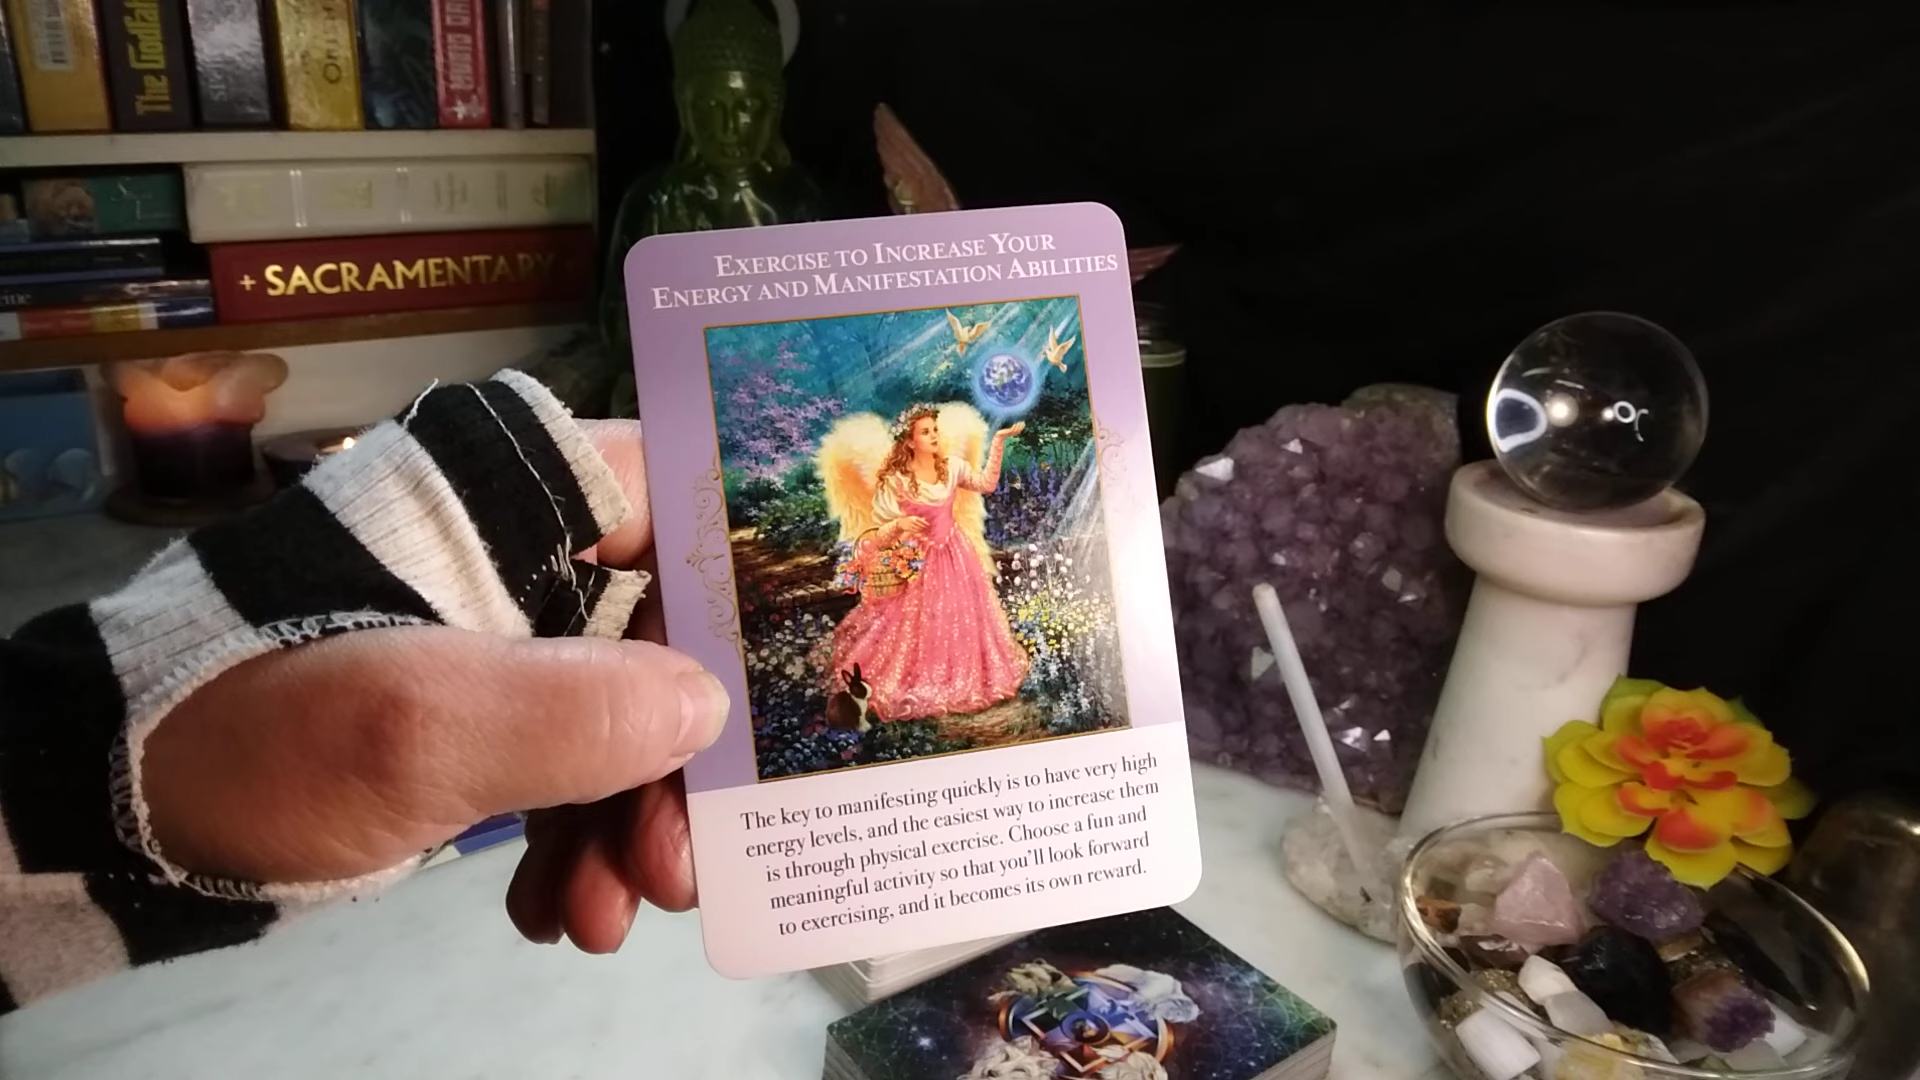 The Godfat
+ SACRAMENTARY
EXERCISE TO INCREASE YOUR
ENERGY AND MANIFESTATION ABILITIES
The key to manifesting quickly is to have very high
energy levels, and the easiest way to increase them
is through physical exercise. Choose a fun and
meaningful activity so that you'll look forward
to exercising, and it becomes its own reward.